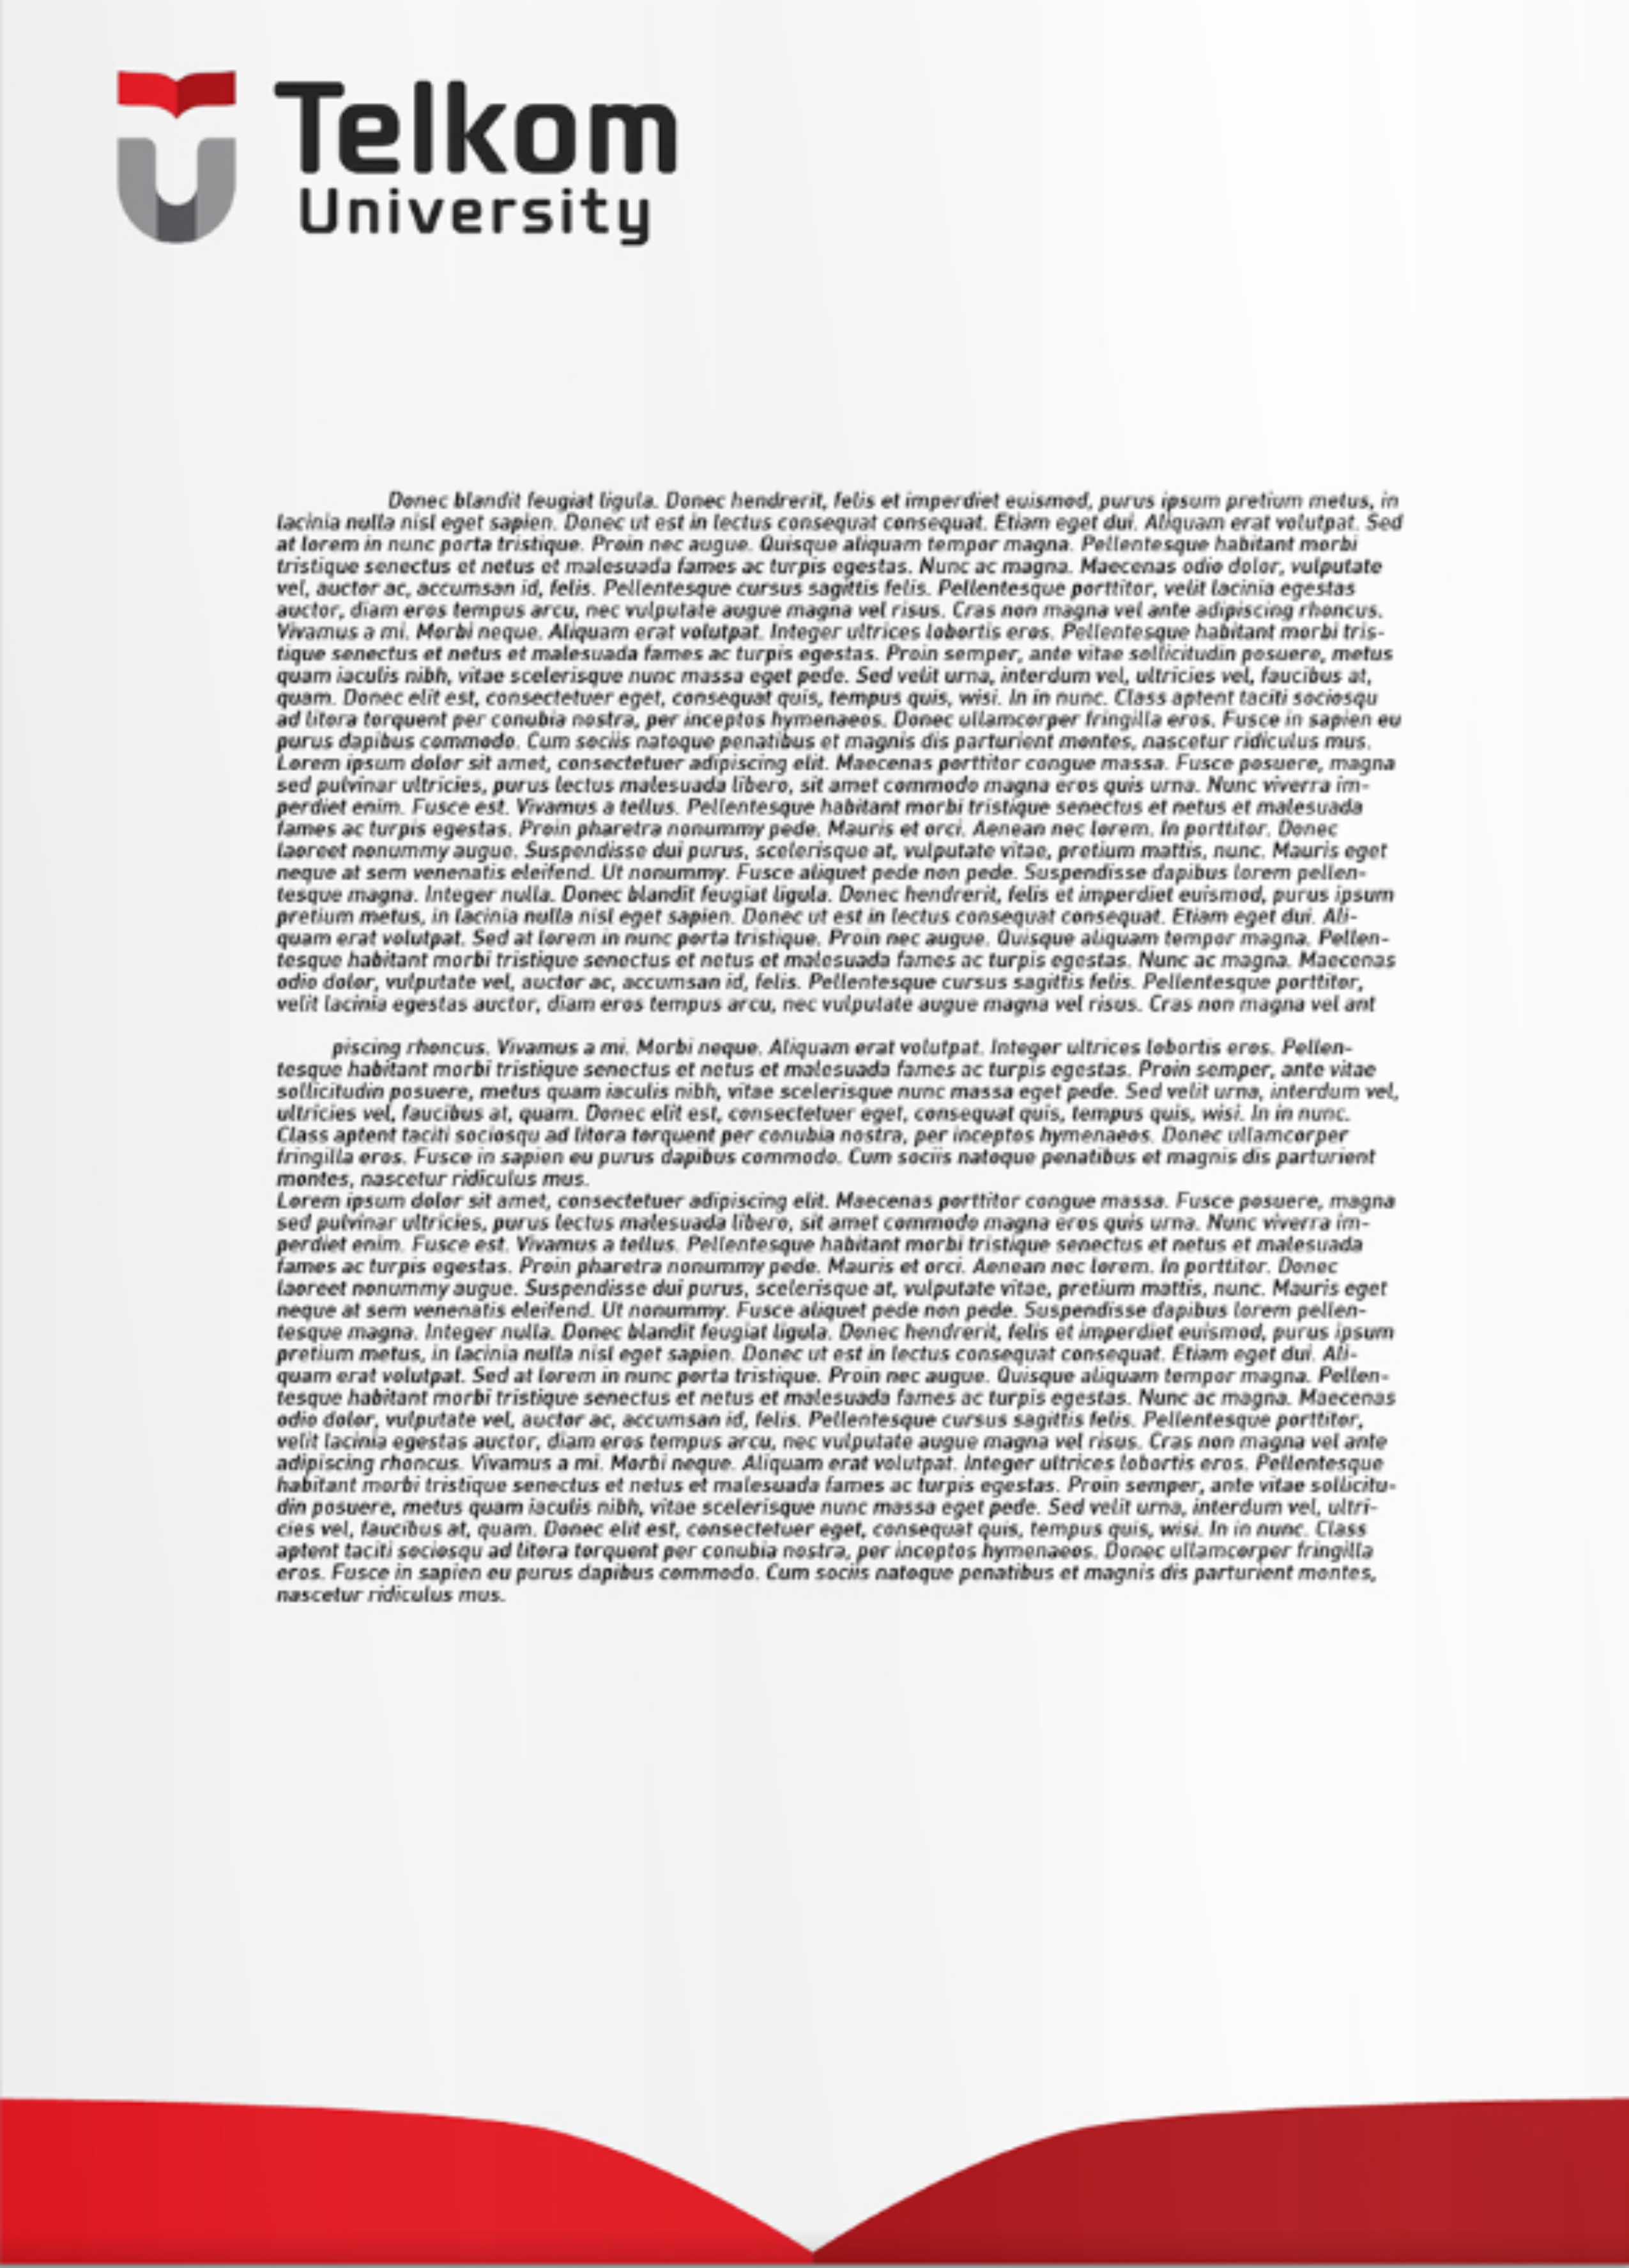 Telkom
University
Donec blandit feugiat ligula. Donec hendrerit, felis et imperdiet euismod, purus ipsum pretium metus, in
lacinia nulla nisl eget sapien. Donec ut est in lectus consequat consequat. Etiam eget dui. Aliquam erat volutpat. Sed
at lorem in nunc porta tristique. Proin nec augue. Quisque aliquam tempor magna. Pellentesque habitant morbi
tristique senectus et netus et malesuada fames ac turpis egestas. Nunc ac magna. Maecenas odio dolor, vulputate
vel, auctor ac, accumsan id, felis. Pellentesque cursus sagittis felis. Pellentesque porttitor, velit lacinia egestas
auctor, diam eros tempus arcu, nec vulputate augue magna vel risus. Cras non magna vel ante adipiscing rhoncus.
Vivamus a mi. Morbi neque. Aliquam erat volutpat. Integer ultrices lobortis eros. Pellentesque habitant morbi tris-
tique senectus et netus et malesuada fames ac turpis egestas. Proin semper, ante vitae sollicitudin posuere, metus
quam iaculis nibh, vitae scelerisque nunc massa eget pede. Sed velit urna, interdum vel, ultricies vel, faucibus at,
quam. Donec elit est, consectetuer eget, consequat quis, tempus quis, wisi. In in nunc. Class aptent taciti sociosqu
ad litora torquent per conubia nostra, per inceptos hymenaeos. Donec ullamcorper fringilla eros. Fusce in sapien eu
purus dapibus commodo. Cum sociis natoque penatibus et magnis dis parturient montes, nascetur ridiculus mus.
Lorem ipsum dolor sit amet, consectetuer adipiscing elit. Maecenas porttitor congue massa. Fusce posuere, magna
sed pulvinar ultricies, purus lectus malesuada libero, sit amet commodo magna eros quis urna. Nunc viverra im-
perdiet enim. Fusce est. Vivamus a tellus. Pellentesque habitant morbi tristique senectus et netus et malesuada
fames ac turpis egestas. Proin pharetra nonummy pede. Mauris et orci. Aenean nec lorem. In porttitor. Donec
laoreet nonummy augue. Suspendisse dui purus, scelerisque at, vulputate vitae, pretium mattis, nunc. Mauris eget
neque at sem venenatis eleifend. Ut nonummy. Fusce aliquet pede non pede. Suspendisse dapibus lorem pellen-
tesque magna. Integer nulla. Donec blandit feugiat ligula. Donec hendrerit, felis et imperdiet euismod, purus ipsum
pretium metus, in lacinia nulla nisl eget sapien. Donec ut est in lectus consequat consequat. Etiam eget dui. Ali-
quam erat volutpat. Sed at lorem in nunc porta tristique. Proin nec augue. Quisque aliquam tempor magna. Pellen-
tesque habitant morbi tristique senectus et netus et malesuada fames ac turpis egestas. Nunc ac magna. Maecenas
odio dolor, vulputate vel, auctor ac, accumsan id, felis. Pellentesque cursus sagittis felis. Pellentesque porttitor,
velit lacinia egestas auctor, diam eros tempus arcu, nec vulputate augue magna vel risus. Cras non magna vel ant
piscing rhoncus. Vivamus a mi. Morbi neque. Aliquam erat volutpat. Integer ultrices lobortis eros. Pellen-
tesque habitant morbi tristique senectus et netus et malesuada fames ac turpis egestas. Proin semper, ante vitae
sollicitudin posuere, metus quam iaculis nibh, vitae scelerisque nunc massa eget pede. Sed velit urna, interdum vel,
ultricies vel, faucibus at, quam. Donec elit est, consectetuer eget, consequat quis, tempus quis, wisi. In in nunc.
Class aptent taciti sociosqu ad litora torquent per conubia nostra, per inceptos hymenaeos. Donec ullamcorper
fringilla eros. Fusce in sapien eu purus dapibus commodo. Cum sociis natoque penatibus et magnis dis parturient
montes, nascetur ridiculus mus.
Lorem ipsum dolor sit amet, consectetuer adipiscing elit. Maecenas porttitor congue massa. Fusce posuere, magna
sed pulvinar ultricies, purus lectus malesuada libero, sit amet commodo magna eros quis urna. Nunc viverra im-
perdiet enim. Fusce est. Vivamus a tellus. Pellentesque habitant morbi tristique senectus et netus et malesuada
fames ac turpis egestas. Proin pharetra nonummy pede. Mauris et orci. Aenean nec lorem. In porttitor. Donec
laoreet nonummy augue. Suspendisse dui purus, scelerisque at, vulputate vitae, pretium mattis, nunc. Mauris eget
neque at sem venenatis eleifend. Ut nonummy. Fusce aliquet pede non pede. Suspendisse dapibus lorem pellen-
tesque magna. Integer nulla. Donec blandit feugiat ligula. Donec hendrerit, felis et imperdiet euismod, purus ipsum
pretium metus, in lacinia nulla nisl eget sapien. Donec ut est in lectus consequat consequat. Etiam eget dui. Ali-
quam erat volutpat. Sed at lorem in nunc porta tristique. Proin nec augue. Quisque aliquam tempor magna. Pellen-
tesque habitant morbi tristique senectus et netus et malesuada fames ac turpis egestas. Nunc ac magna. Maecenas
odio dolor, vulputate vel, auctor ac, accumsan id, felis. Pellentesque cursus sagittis felis. Pellentesque porttitor,
velit lacinia egestas auctor, diam eros tempus arcu, nec vulputate augue magna vel risus. Cras non magna vel ante
adipiscing rhoncus. Vivamus a mi. Morbi neque. Aliquam erat volutpat. Integer ultrices lobortis eros. Pellentesque
habitant morbi tristique senectus et netus et malesuada fames ac turpis egestas. Proin semper, ante vitae sollicitu-
din posuere, metus quam iaculis nibh, vitae scelerisque nunc massa eget pede. Sed velit urna, interdum vel, ultri-
cies vel, faucibus at, quam. Donec elit est, consectetuer eget, consequat quis, tempus quis, wisi. In in nunc. Class
aptent taciti sociosqu ad litora torquent per conubia nostra, per inceptos hymenaeos. Donec ullamcorper fringilla
eros. Fusce in sapien eu purus dapibus commodo. Cum sociis natoque penatibus et magnis dis parturient montes,
nascetur ridiculus mus.